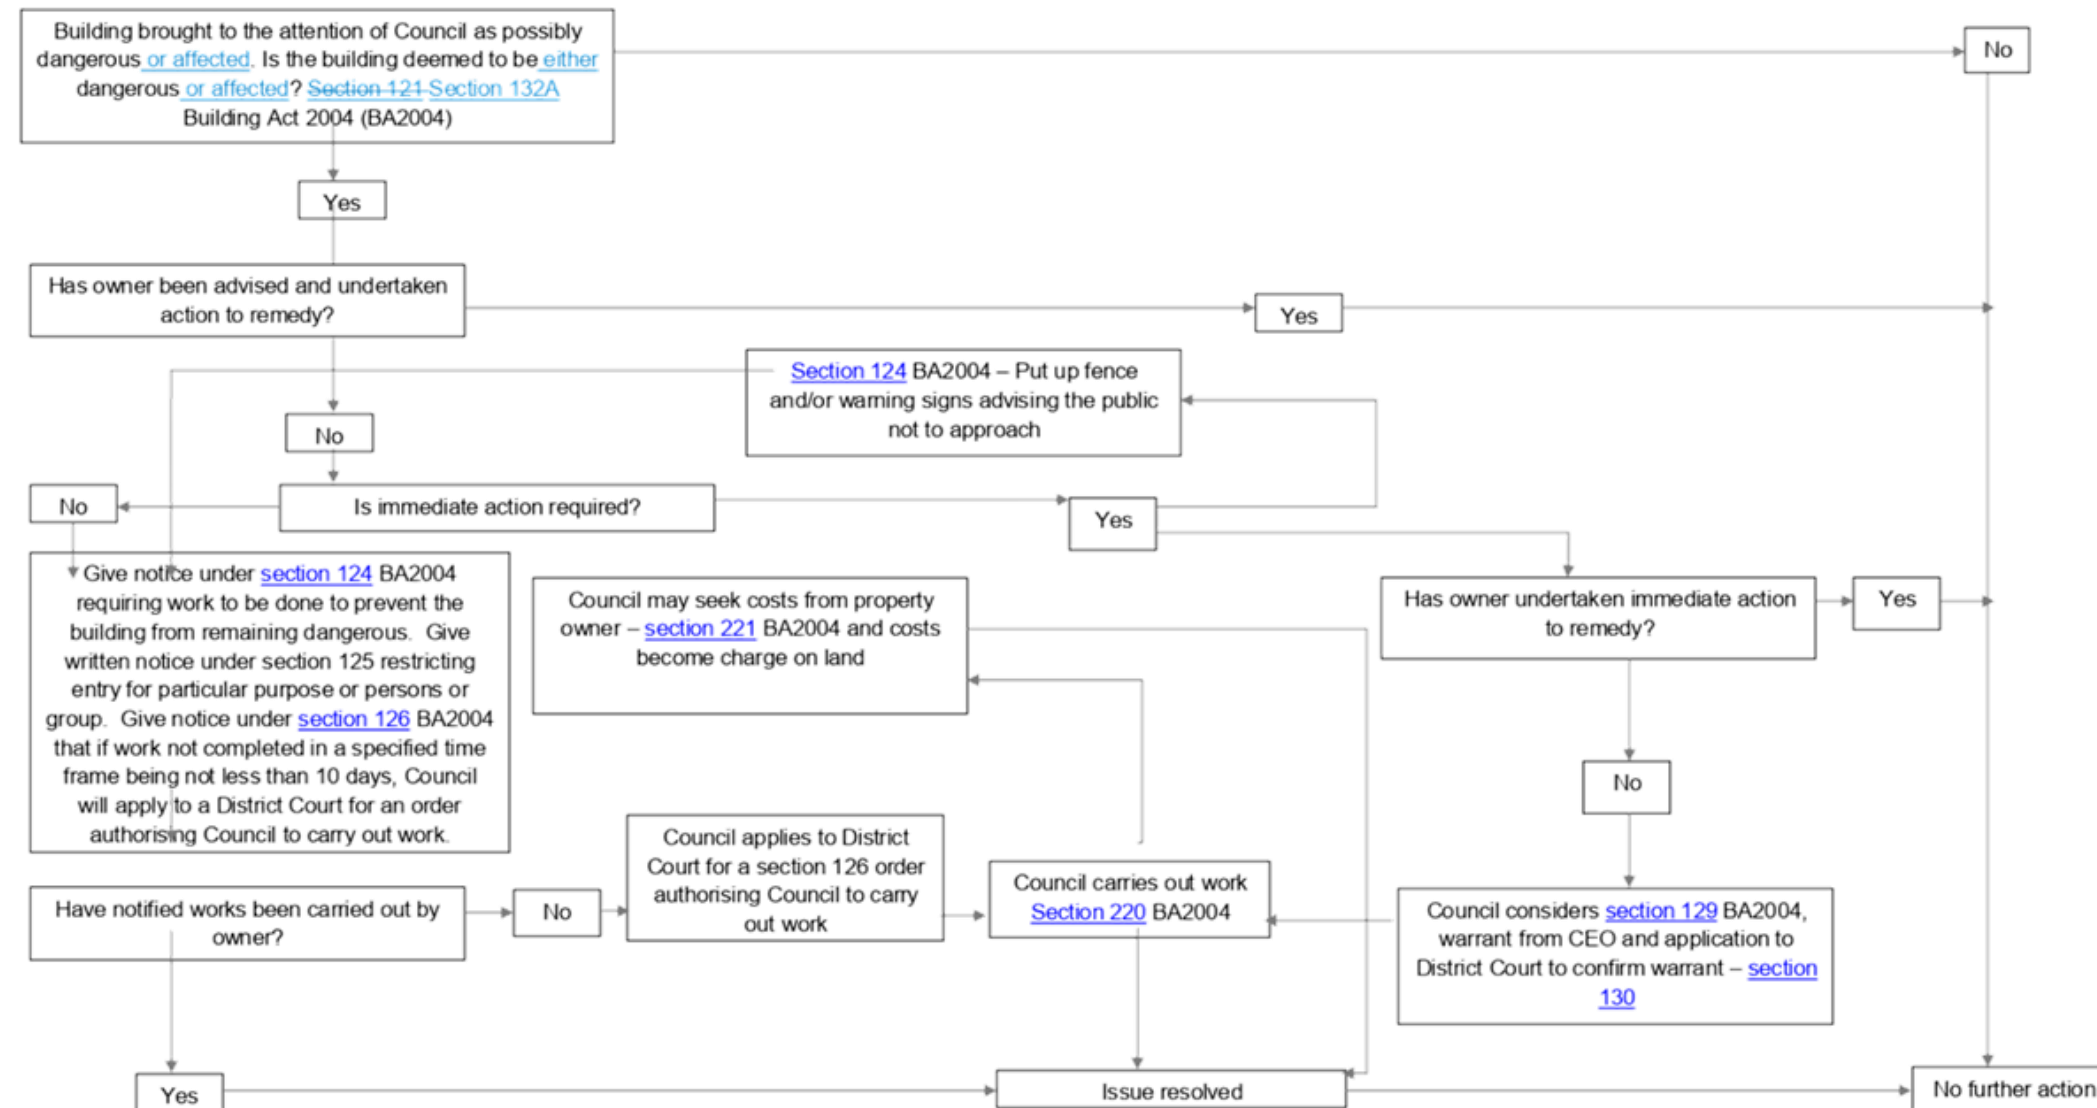 Building brought to the attention of Council as possibly
dangerous or affected. Is the building deemed to be either
dangerous or affected? Section 121 Section 132A
Building Act 2004 (BA2004)
No
Yes
Has owner been advised and undertaken
action to remedy?
Yes
Section 124 BA2004 – Put up fence
and/or warning signs advising the public
not to approach
No
No
Is immediate action required?
Yes
Give notice under section 124 BA2004
requiring work to be done to prevent the
building from remaining dangerous. Give
written notice under section 125 restricting
entry for particular purpose or persons or
group. Give notice under section 126 BA2004
that if work not completed in a specified time
frame being not less than 10 days, Council
will apply to a District Court for an order
authorising Council to carry out work.
Council may seek costs from property
owner – section 221 BA2004 and costs
become charge on land
Has owner undertaken immediate action
to remedy?
Yes
No
Council applies to District
Court for a section 126 order
authorising Council to carry
out work
Council carries out work
Section 220 BA2004
Have notified works been carried out by
owner?
No
Council considers section 129 BA2004,
warrant from CEO and application to
District Court to confirm warrant – section
130
Yes
Issue resolved
No further action